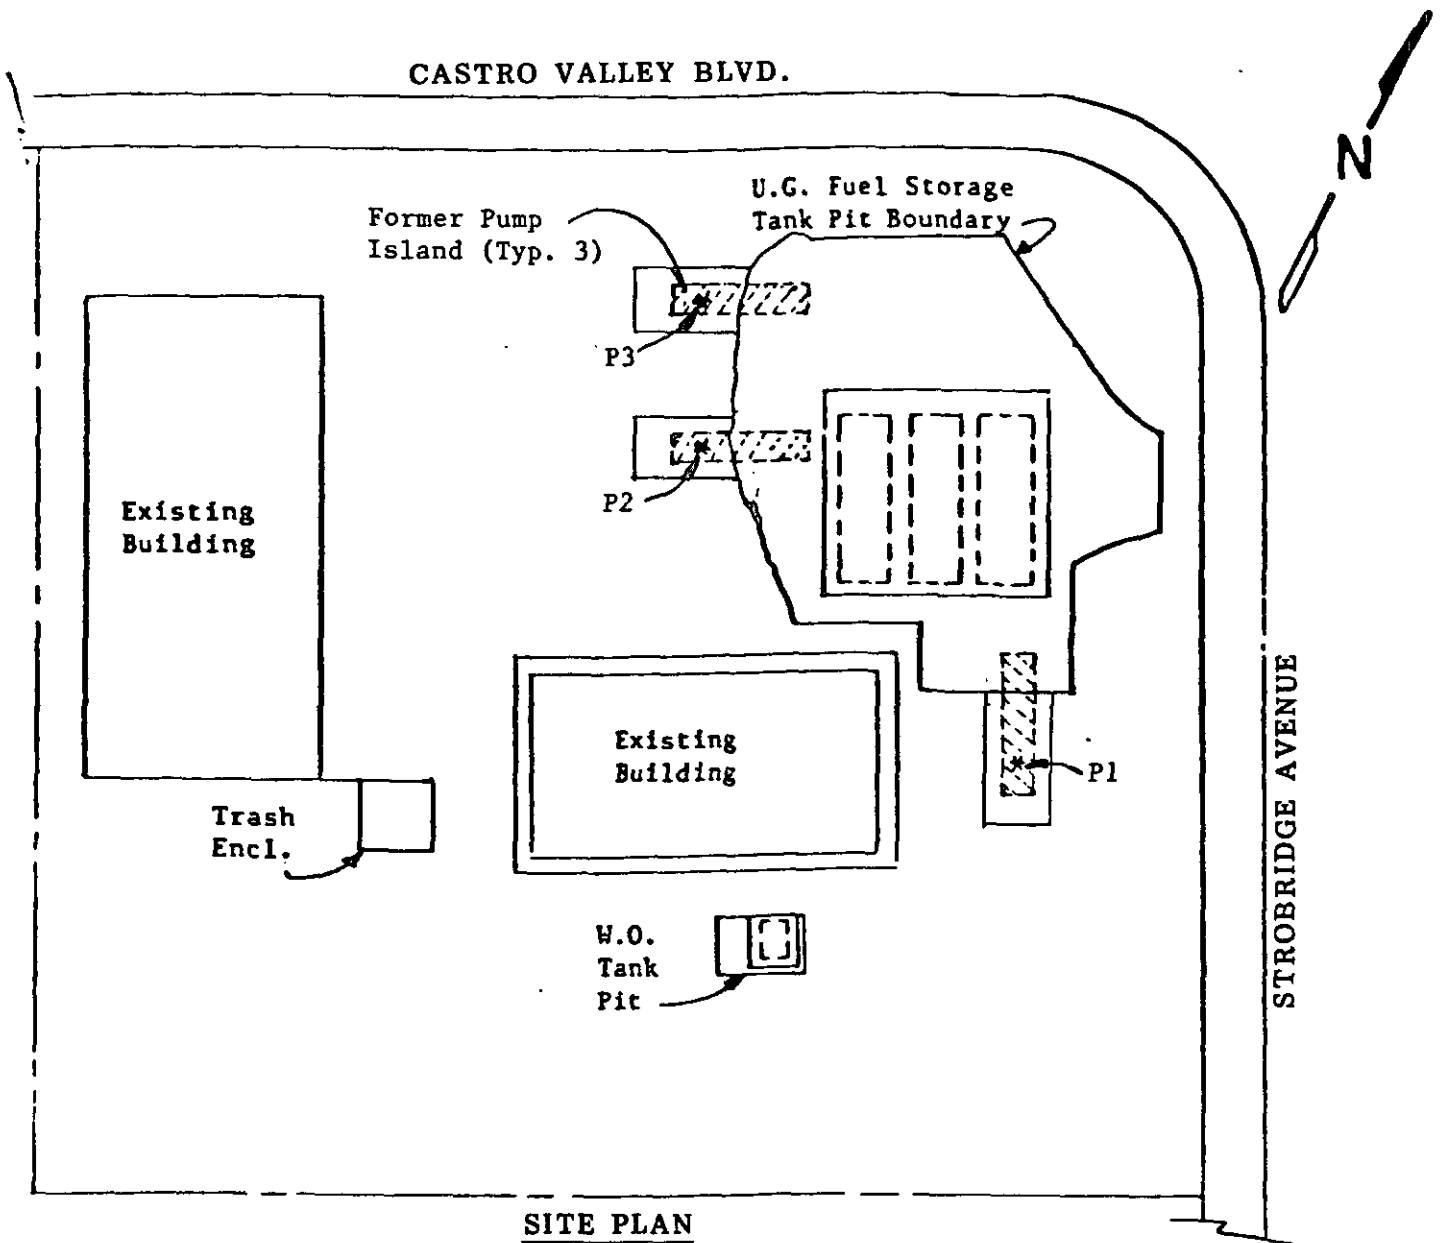 CASTRO VALLEY BLVD.
N
U.G. Fuel Storage
Tank Pit Boundary
Former Pump
Island (Typ. 3)
P3
P2
Existing
Building
STROBRIDGE AVENUE
Existing
Building
P1
Trash
Encl.
W.O.
Tank
Pit
SITE PLAN